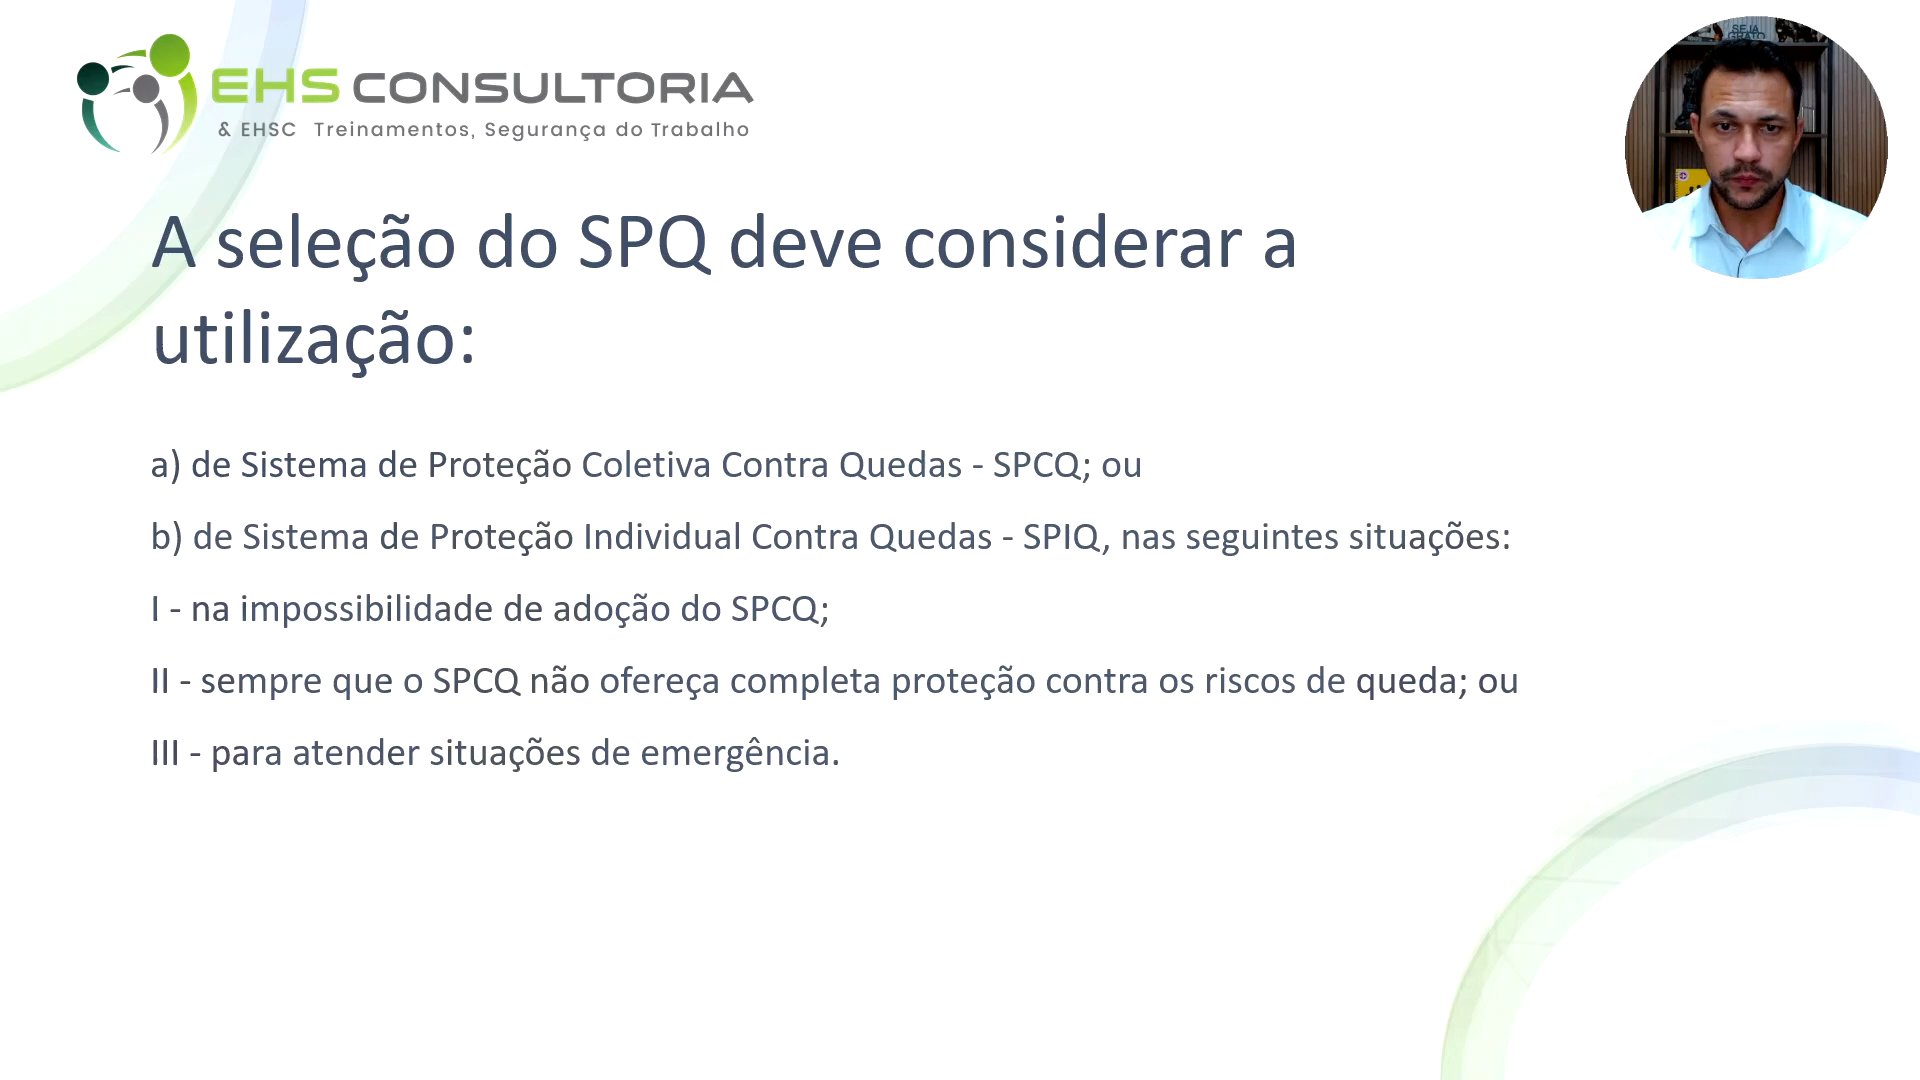 EHS CONSULTORIA
& EHSC Treinamentos, Segurança do Trabalho
SEJA
GRATO
A seleção do SPQ deve considerar a
utilização:
a) de Sistema de Proteção Coletiva Contra Quedas - SPCQ; ou
b) de Sistema de Proteção Individual Contra Quedas - SPIQ, nas seguintes situações:
I - na impossibilidade de adoção do SPCQ;
II - sempre que o SPCQ não ofereça completa proteção contra os riscos de queda; ou
III - para atender situações de emergência.